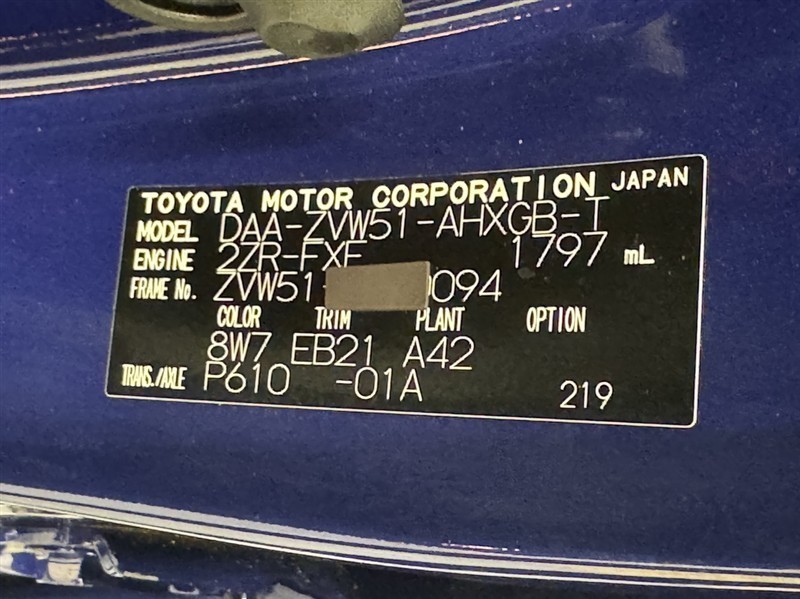 TOYOTA MOTOR CORPORATION JAPAN
MODEL DAA-ZVW51-AHXGB-T
ENGINE 2ZR-FXE 1797 mL
FRAME No. ZVW51- 0094
COLOR TRIM PLANT OPTION
8W7 EB21 A42
TRANS./AXLE P610 -01A 219